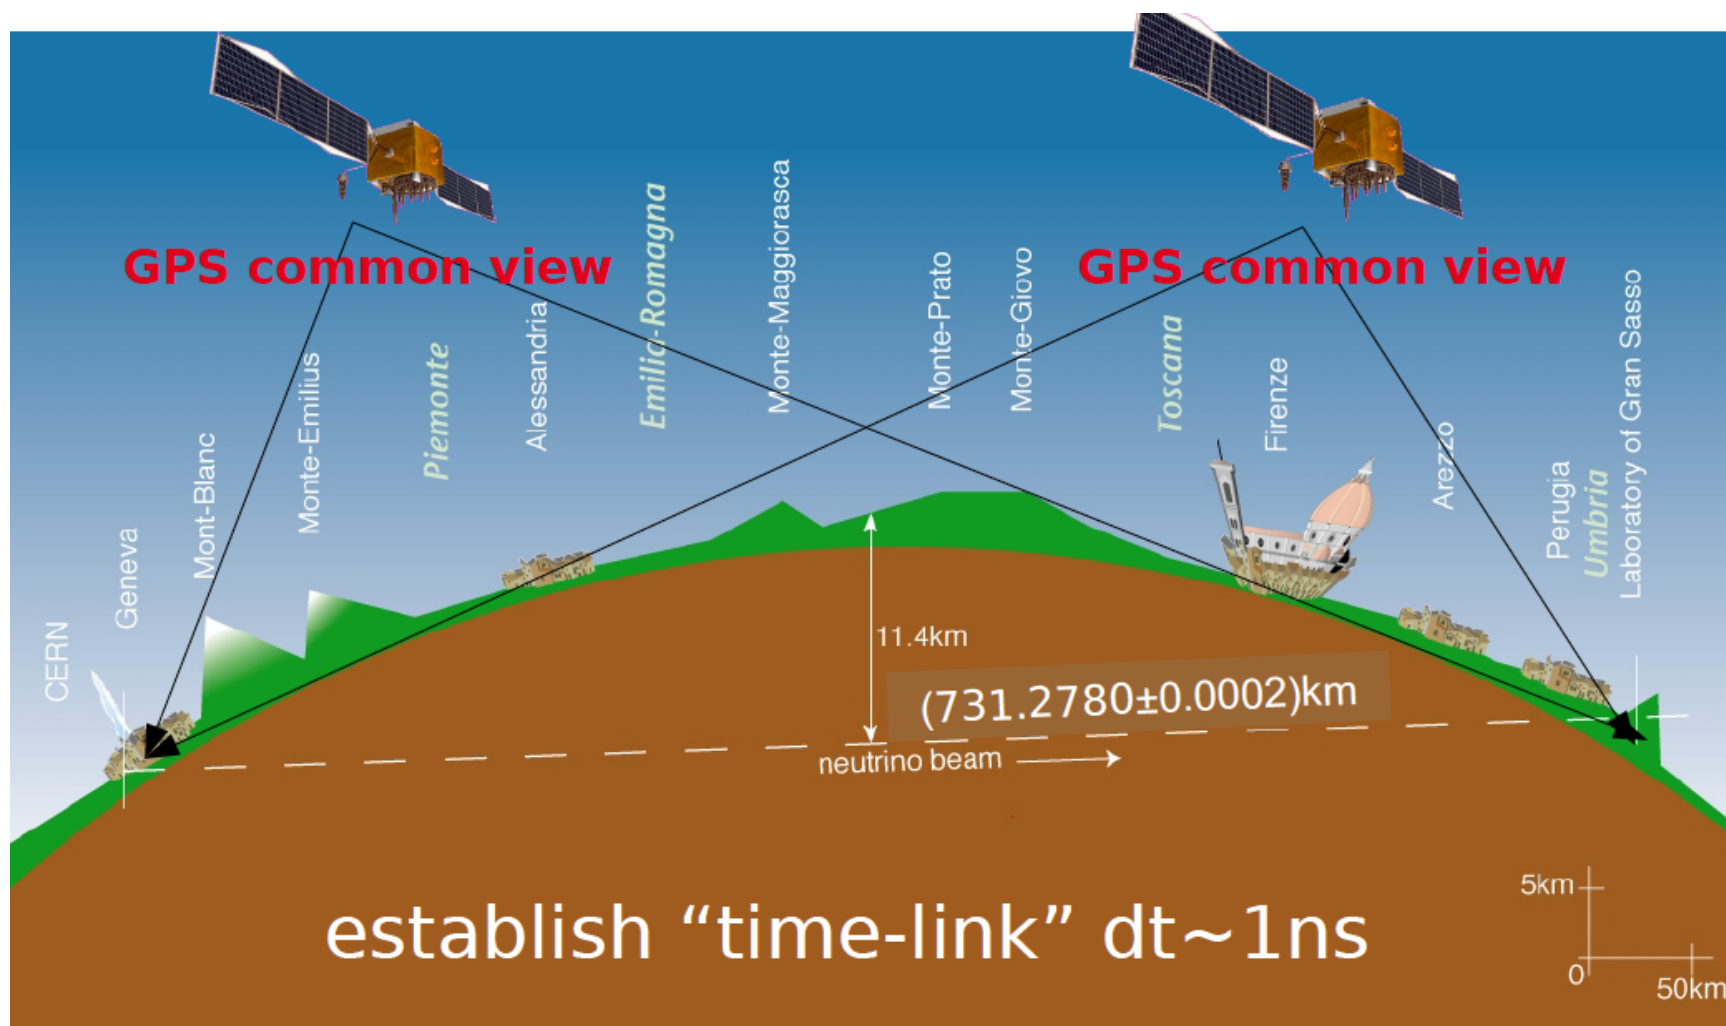 GPS common view
GPS common view
CERN
Geneva
Mont-Blanc
Monte-Emilius
Piemonte
Alessandria
Emilia-Romagna
Monte-Maggiorasca
Monte-Prato
Monte-Giovo
Toscana
Firenze
Arezzo
Perugia
Umbria
Laboratory of Gran Sasso
11.4km
(731.2780±0.0002)km
neutrino beam
establish “time-link” dt~1ns
5km
0
50km